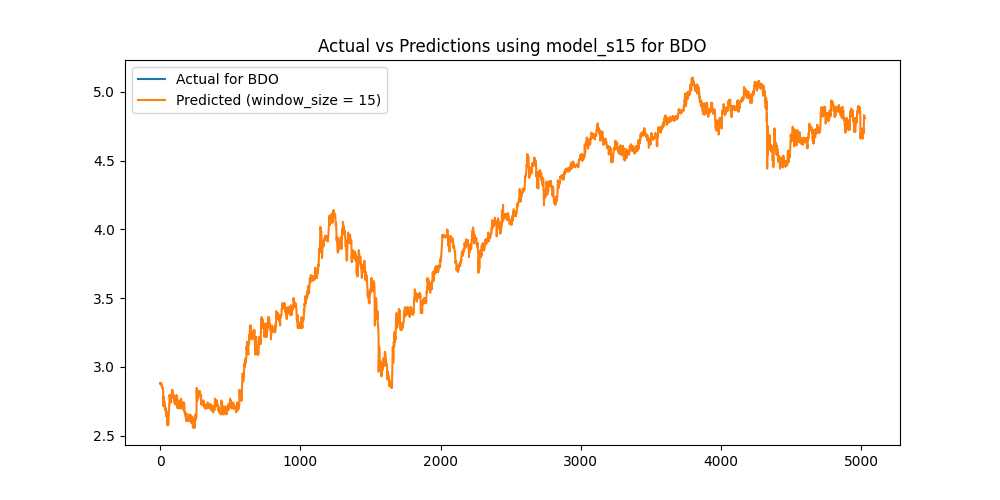 Actual vs Predictions using model_s15 for BDO
Actual for BDO
Predicted (window_size = 15)
5.0
4.5
4.0
3.5
3.0
2.5
0 1000 2000 3000 4000 5000